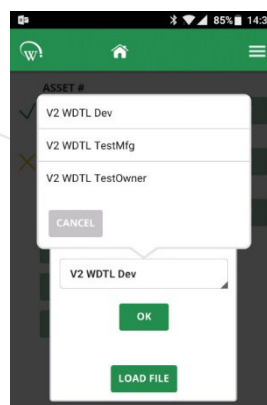 85% 14:3
W
ASSET #
V2 WDTL Dev
V2 WDTL TestMfg
V2 WDTL TestOwner
CANCEL
V2 WDTL Dev
OK
LOAD FILE